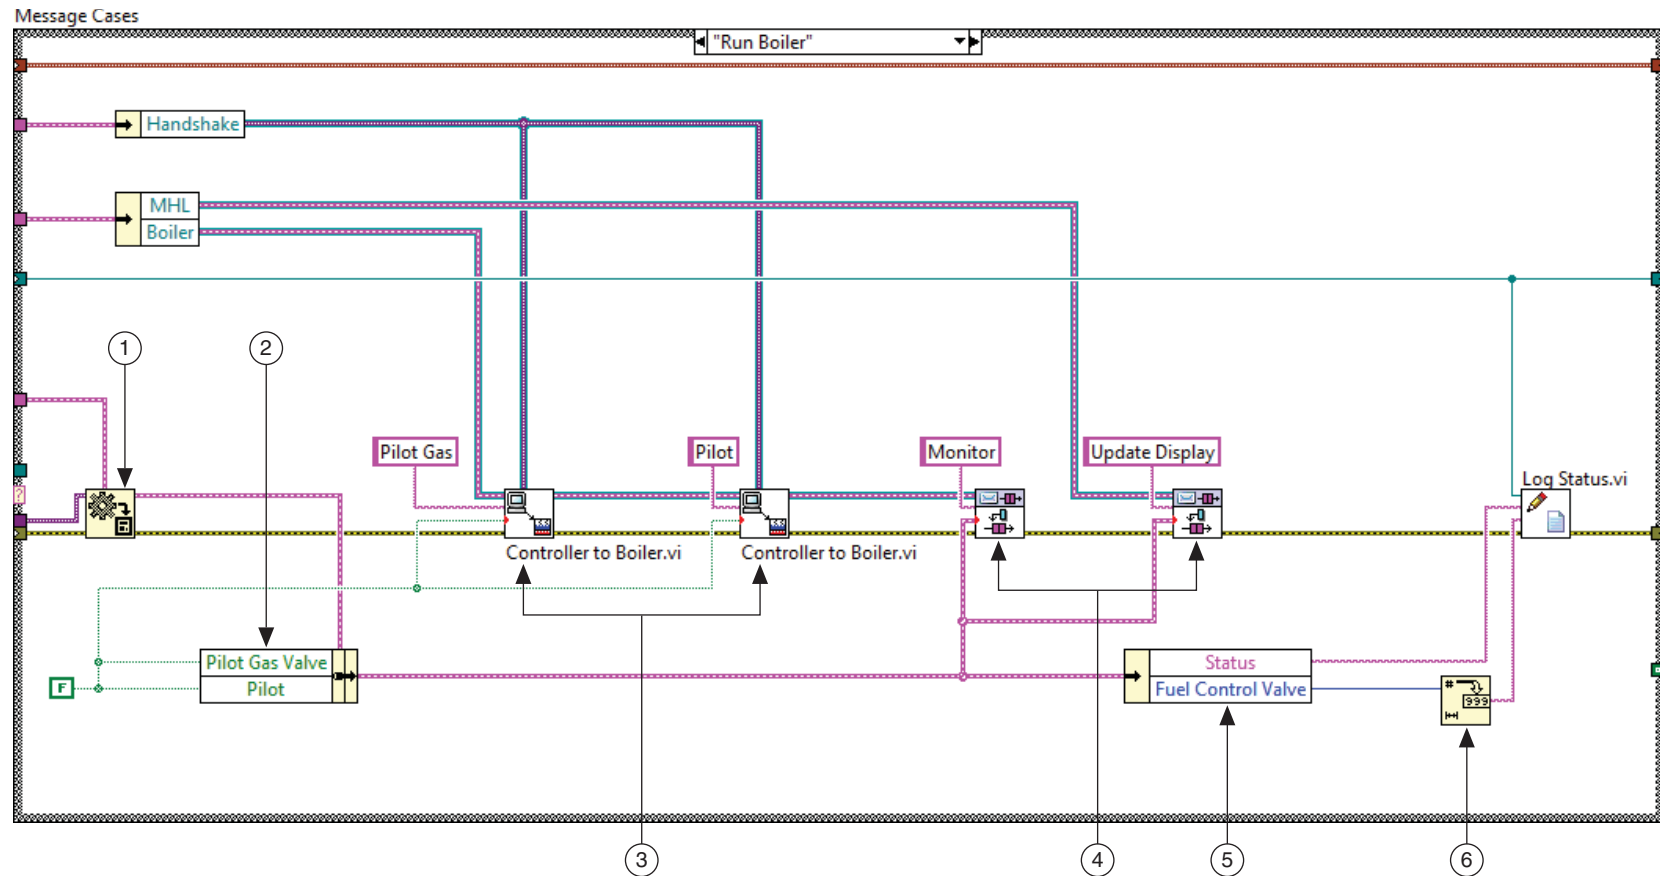 Message Cases
"Run Boiler"
Handshake
MHL
Boiler
1
2
Pilot Gas
Pilot
Monitor
Update Display
Log Status.vi
?
Controller to Boiler.vi
Controller to Boiler.vi
Pilot Gas Valve
Pilot
F
Status
Fuel Control Valve
#
999
3
4
5
6